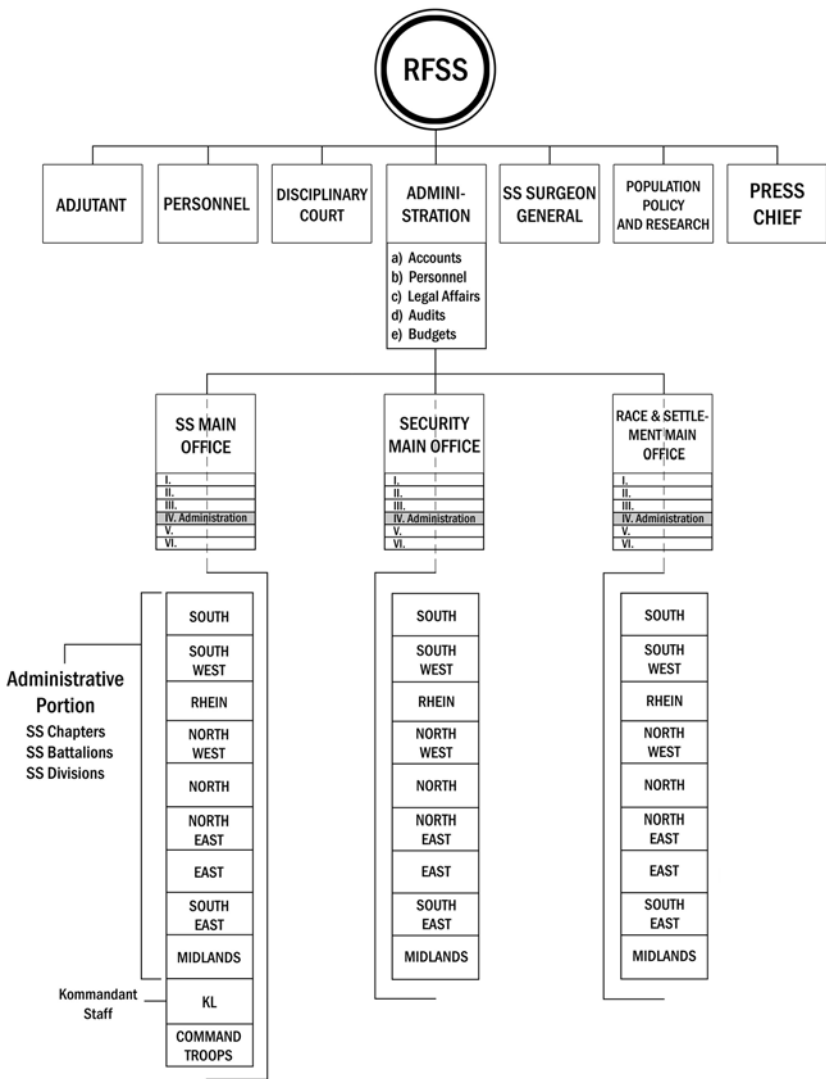 RFSS
ADJUTANT
PERSONNEL
DISCIPLINARY
COURT
ADMINI-
STRATION
SS SURGEON
GENERAL
POPULATION
POLICY
AND RESEARCH
PRESS
CHIEF
a) Accounts
b) Personnel
c) Legal Affairs
d) Audits
e) Budgets
SS MAIN
OFFICE
I.
II.
III.
IV. Administration
V.
VI.
SECURITY
MAIN OFFICE
I.
II.
III.
IV. Administration
V.
VI.
RACE & SETTLE-
MENT MAIN
OFFICE
I.
II.
III.
IV. Administration
V.
VI.
Administrative
Portion
SS Chapters
SS Battalions
SS Divisions
SOUTH
SOUTH
WEST
RHEIN
NORTH
WEST
NORTH
NORTH
EAST
EAST
SOUTH
EAST
MIDLANDS
Kommandant
Staff
KL
COMMAND
TROOPS
SOUTH
SOUTH
WEST
RHEIN
NORTH
WEST
NORTH
NORTH
EAST
EAST
SOUTH
EAST
MIDLANDS
SOUTH
SOUTH
WEST
RHEIN
NORTH
WEST
NORTH
NORTH
EAST
EAST
SOUTH
EAST
MIDLANDS